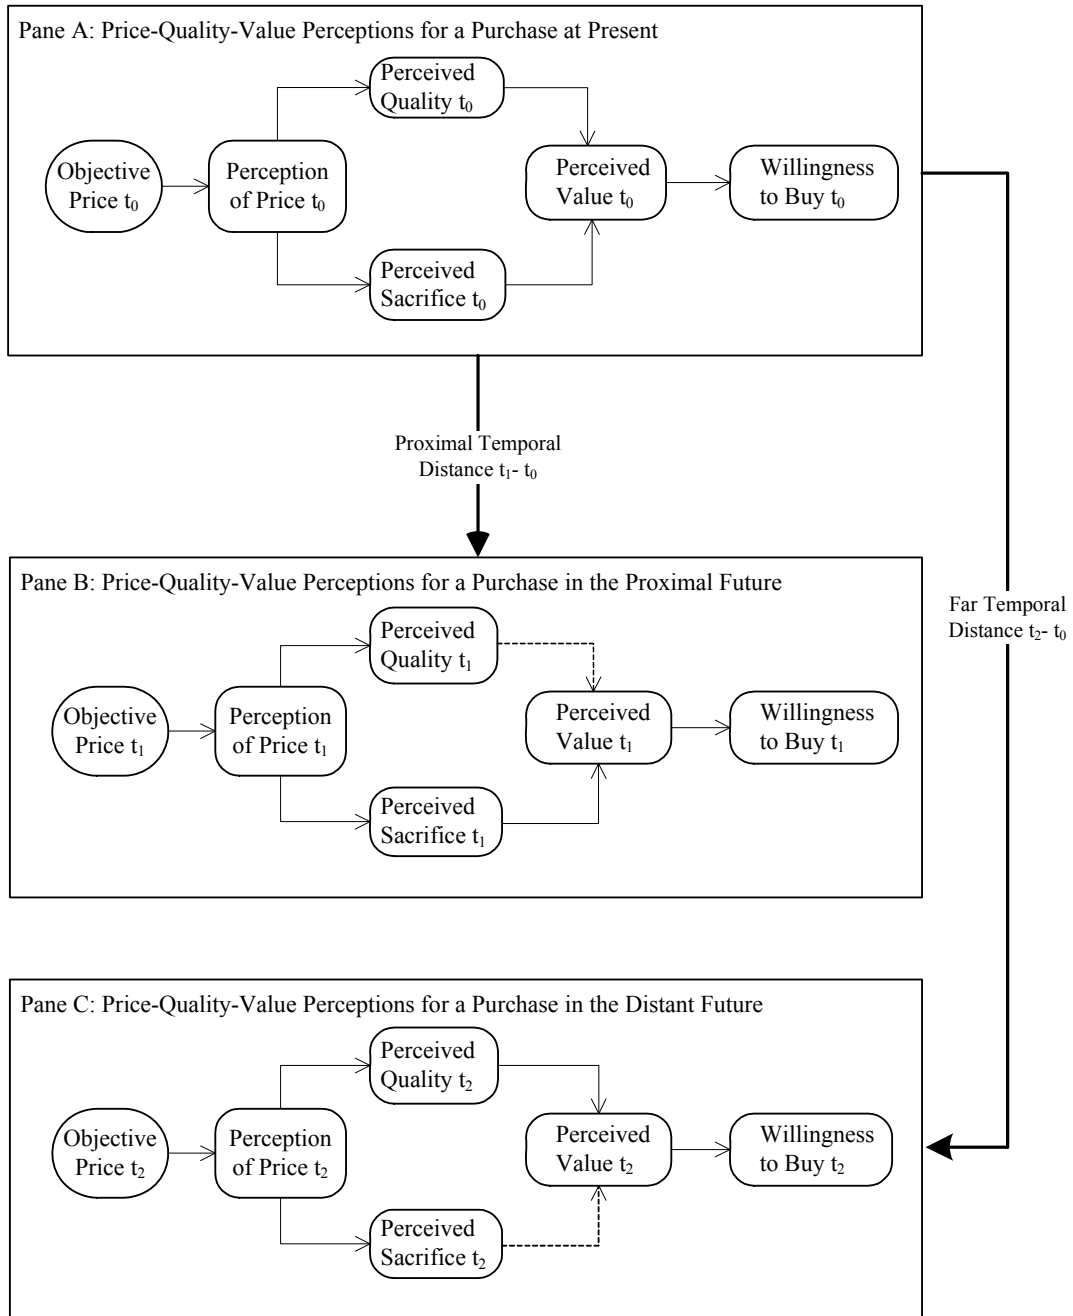 Pane A: Price-Quality-Value Perceptions for a Purchase at Present
Perceived
Quality t₀
Objective
Price t₀
Perception
of Price t₀
Perceived
Value t₀
Willingness
to Buy t₀
Perceived
Sacrifice t₀
Proximal Temporal
Distance t₁- t₀
Far Temporal
Distance t₂- t₀
Pane B: Price-Quality-Value Perceptions for a Purchase in the Proximal Future
Perceived
Quality t₁
Objective
Price t₁
Perception
of Price t₁
Perceived
Value t₁
Willingness
to Buy t₁
Perceived
Sacrifice t₁
Pane C: Price-Quality-Value Perceptions for a Purchase in the Distant Future
Perceived
Quality t₂
Objective
Price t₂
Perception
of Price t₂
Perceived
Value t₂
Willingness
to Buy t₂
Perceived
Sacrifice t₂